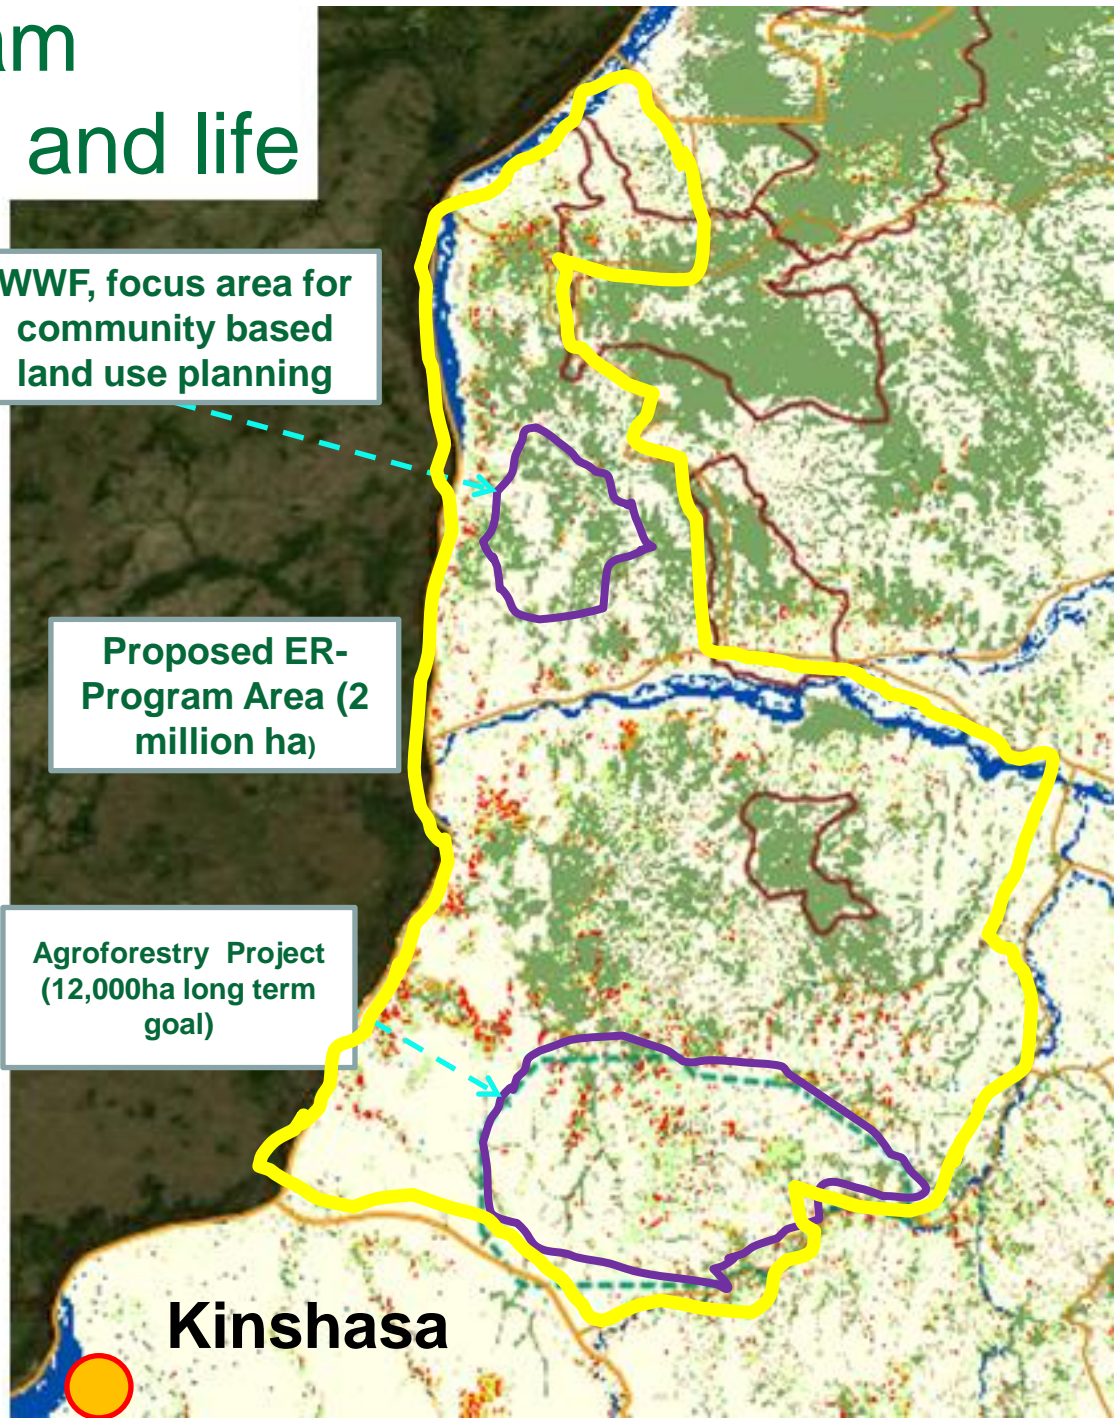 am
and life
WWF, focus area for
community based
land use planning
Proposed ER-
Program Area (2
million ha)
Agroforestry Project
(12,000ha long term
goal)
Kinshasa